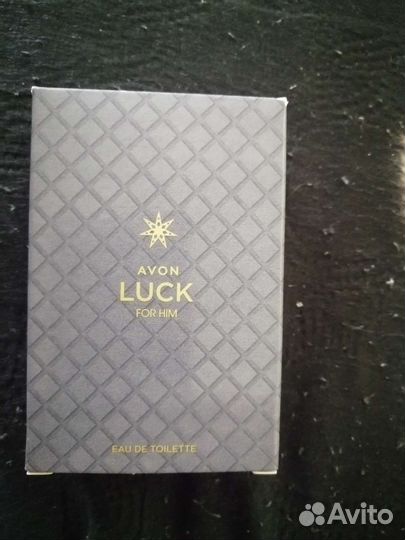 AVON
LUCK
FOR HIM
EAU DE TOILETTE
Avito